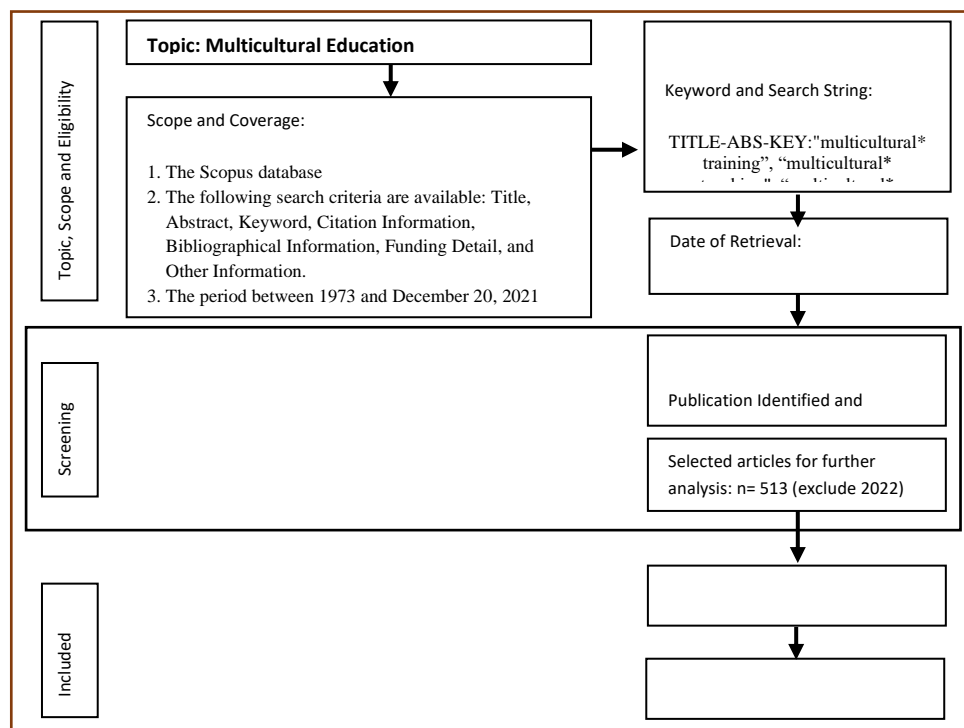 Topic, Scope and Eligibility
Topic: Multicultural Education
Scope and Coverage:
1. The Scopus database
2. The following search criteria are available: Title,
Abstract, Keyword, Citation Information,
Bibliographical Information, Funding Detail, and
Other Information.
3. The period between 1973 and December 20, 2021
Keyword and Search String:
TITLE-ABS-KEY:"multicultural*
training”, “multicultural*
Date of Retrieval:
Screening
Publication Identified and
Selected articles for further
analysis: n= 513 (exclude 2022)
Included